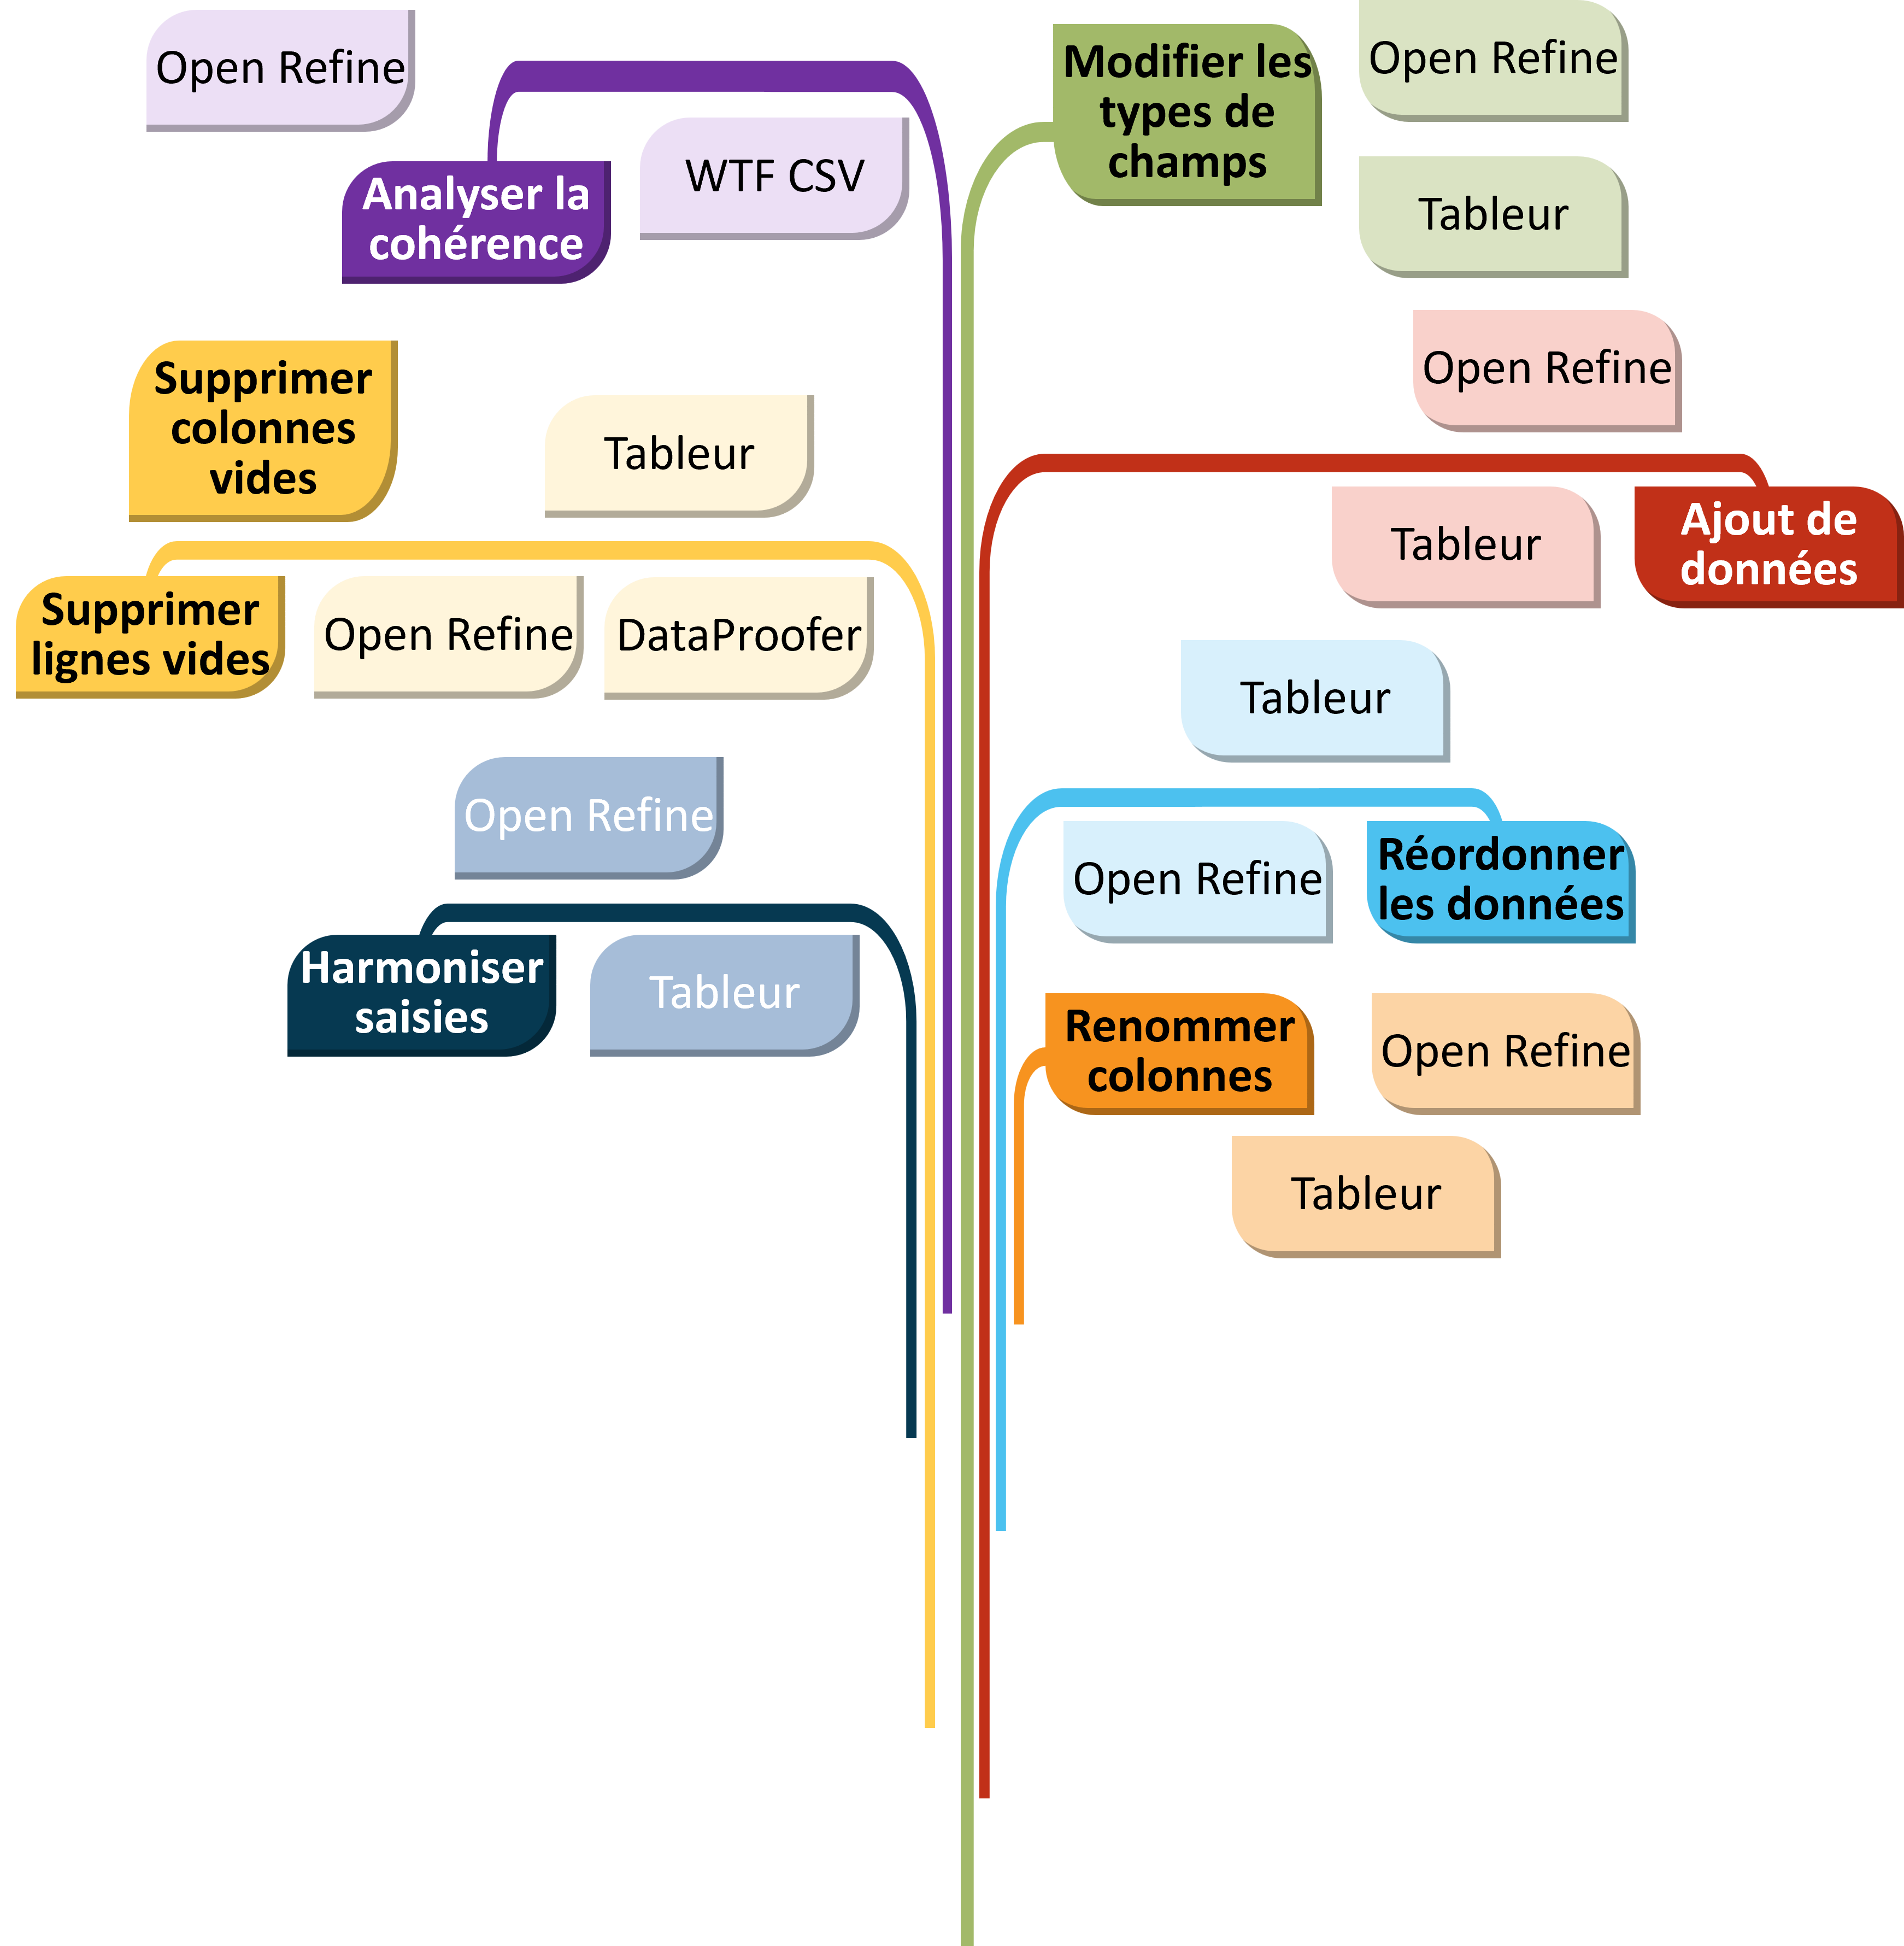 Open Refine
WTF CSV
Analyser la
cohérence
Supprimer
colonnes
vides
Tableur
Supprimer
lignes vides
Open Refine
DataProofer
Open Refine
Harmoniser
saisies
Tableur
Modifier les
types de
champs
Open Refine
Tableur
Open Refine
Tableur
Ajout de
données
Tableur
Open Refine
Réordonner
les données
Renommer
colonnes
Open Refine
Tableur